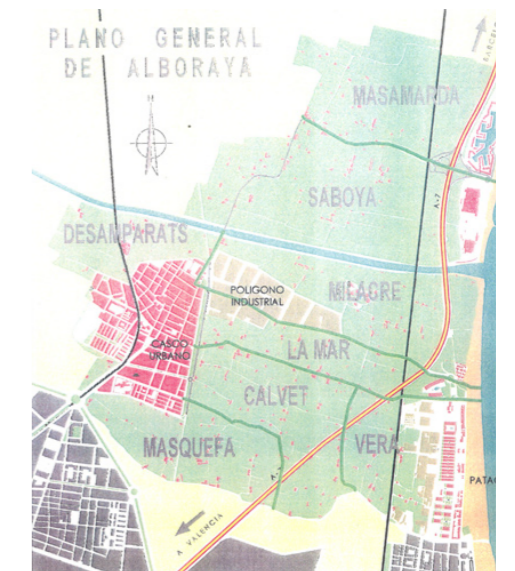 PLANO GENERAL
DE ALBORAYA
MASAMARDA
SABOYA
DESAMPARATS
POLIGONO
INDUSTRIAL
MILAGRE
CASCO
URBANO
LA MAR
CALVET
MASQUEFA
VERA
A-7
A VALENCIA